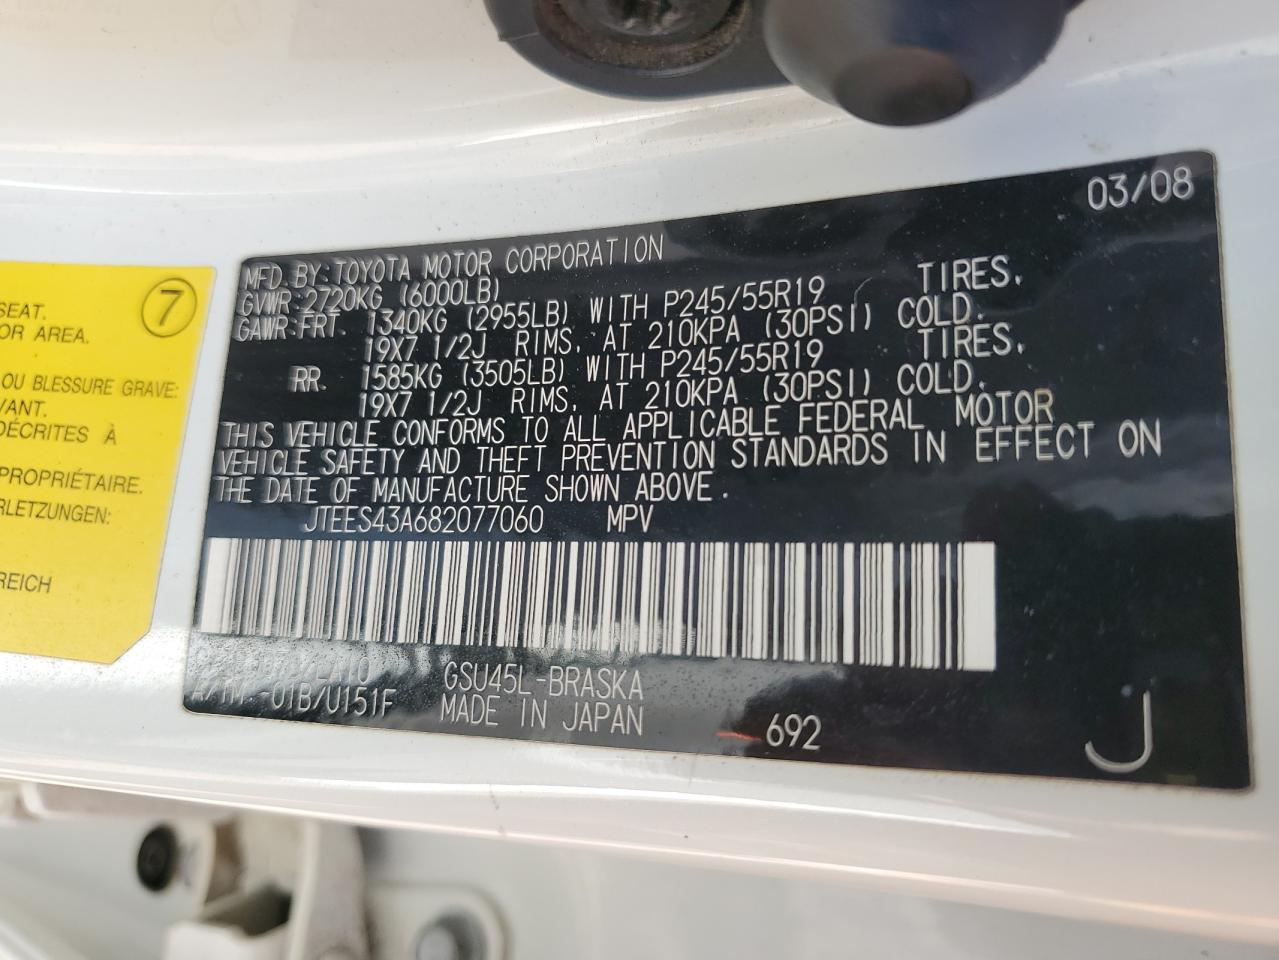 7
SEAT.
OR AREA.
OU BLESSURE GRAVE:
VANT.
DÉCRITES À
PROPRIÉTAIRE.
RLETZUNGEN:
REICH
03/08
MFD. BY: TOYOTA MOTOR CORPORATION
GVWR: 2720KG (6000LB)
GAWR: FRT. 1340KG (2955LB) WITH P245/55R19 TIRES,
19X7 1/2J RIMS, AT 210KPA (30PSI) COLD.
RR. 1585KG (3505LB) WITH P245/55R19 TIRES,
19X7 1/2J RIMS, AT 210KPA (30PSI) COLD.
THIS VEHICLE CONFORMS TO ALL APPLICABLE FEDERAL MOTOR
VEHICLE SAFETY AND THEFT PREVENTION STANDARDS IN EFFECT ON
THE DATE OF MANUFACTURE SHOWN ABOVE.
JTEES43A682077060 MPV
GSU45L-BRASKA
A/TM -01B/U151F MADE IN JAPAN
692
J